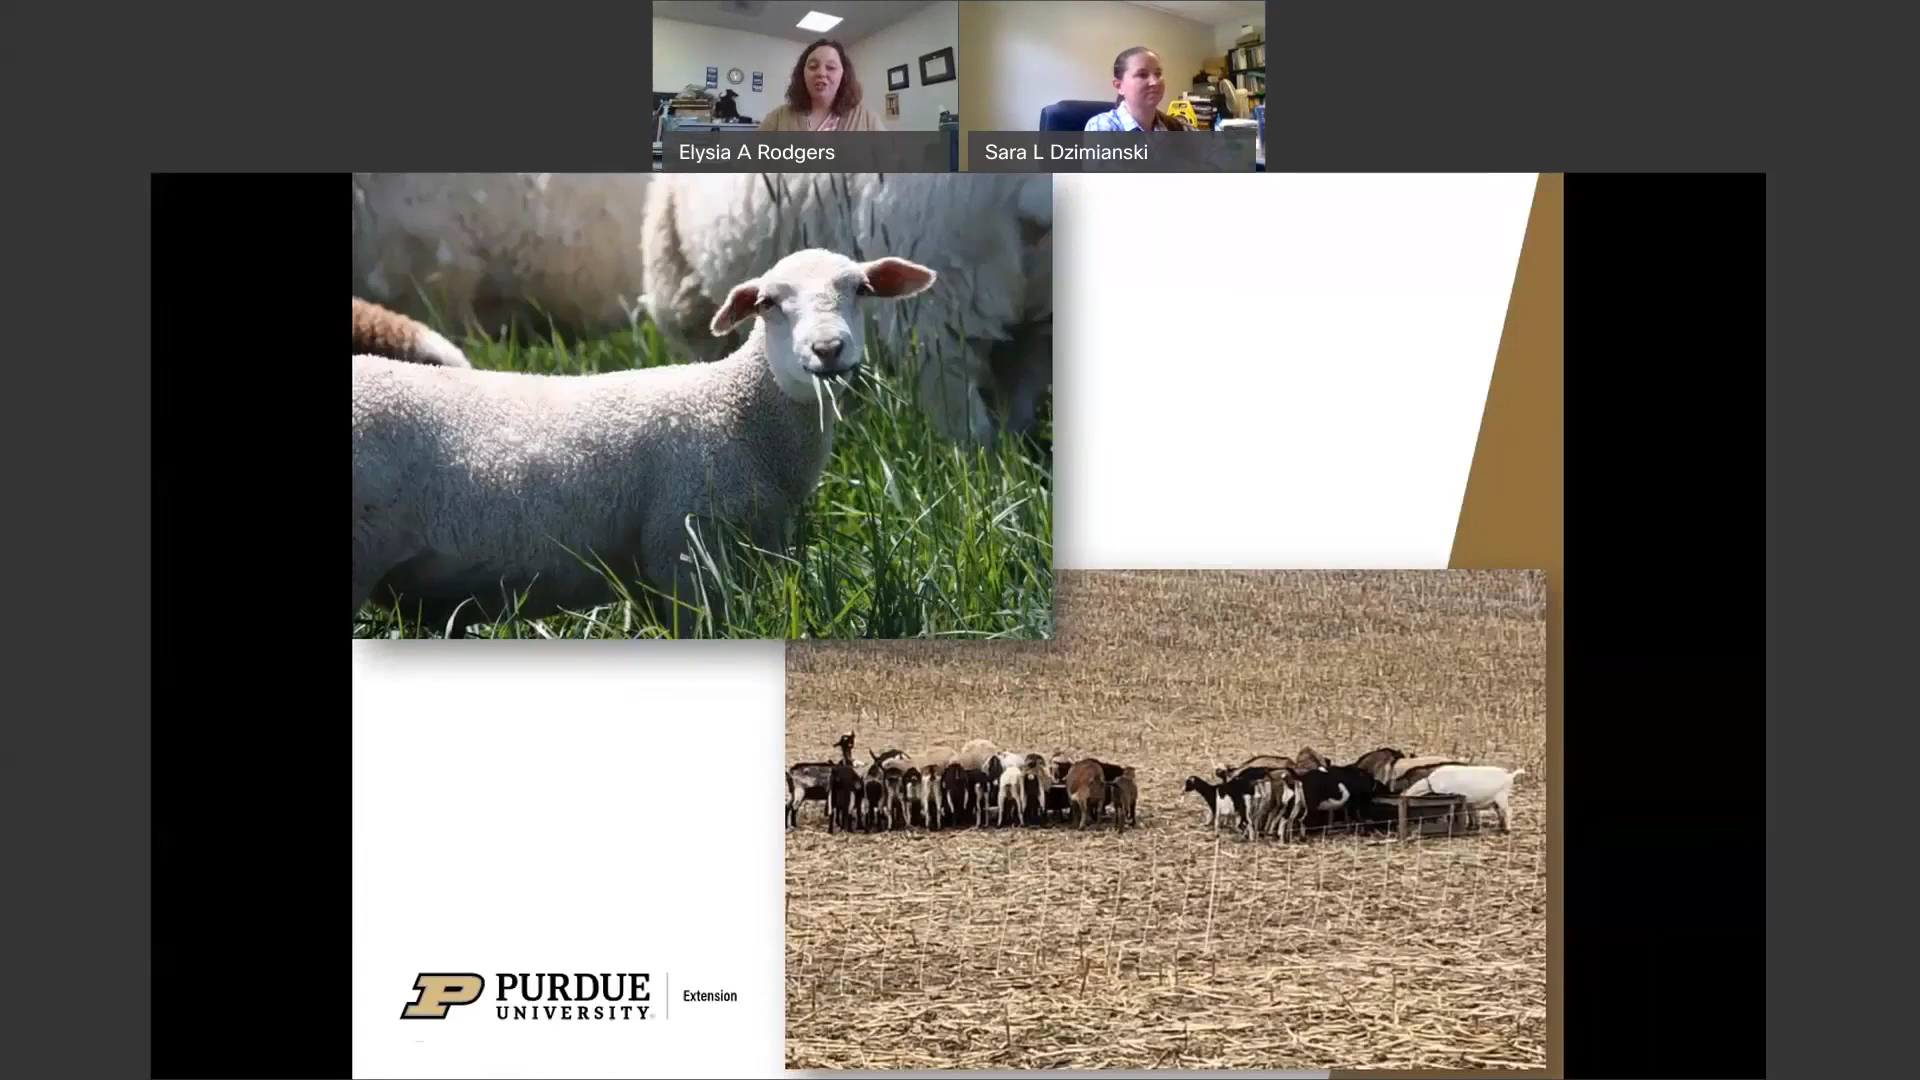 Elysia A Rodgers
Sara L Dzimianski
PURDUE
UNIVERSITY
Extension